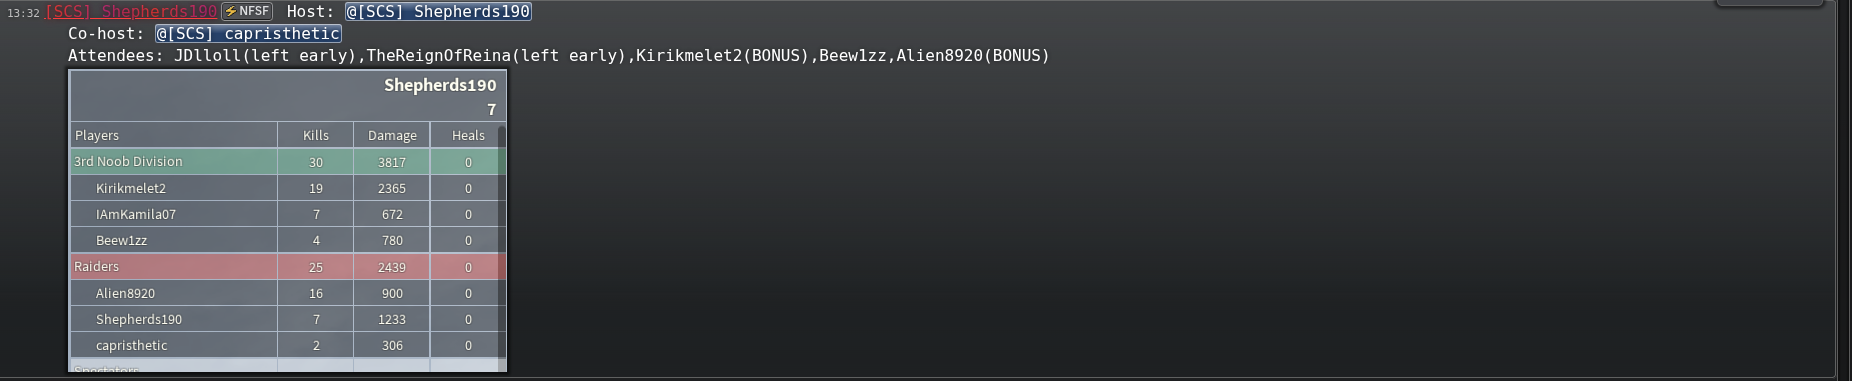 13:32 [SCS] Shepherds190 ⚡NFSF Host: @[SCS] Shepherds190
Co-host: @[SCS] capristhetic
Attendees: JDlloll(left early),TheReignOfReina(left early),Kirikmelet2(BONUS),Beew1zz,Alien8920(BONUS)
Shepherds190
7
Players Kills Damage Heals
3rd Noob Division 30 3817 0
Kirikmelet2 19 2365 0
IAmKamila07 7 672 0
Beew1zz 4 780 0
Raiders 25 2439 0
Alien8920 16 900 0
Shepherds190 7 1233 0
capristhetic 2 306 0
Spectators